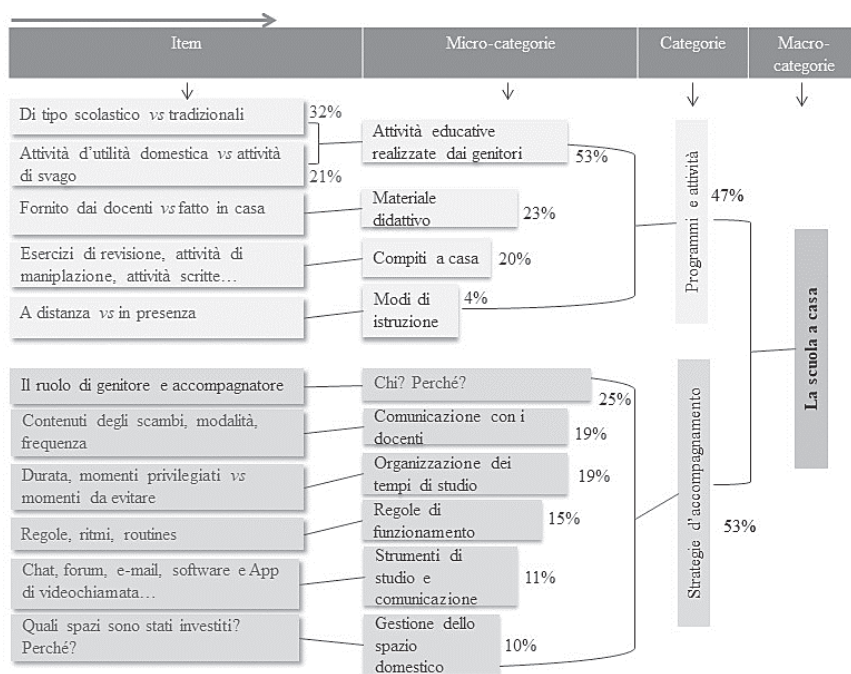 Item
Micro-categorie
Categorie
Macro-
categorie
Di tipo scolastico vs tradizionali
32%
Attività d'utilità domestica vs attività
di svago
21%
Attività educative
realizzate dai genitori
53%
Fornito dai docenti vs fatto in casa
Materiale
didattico
23%
Esercizi di revisione, attività di
maniplazione, attività scritte…
Compiti a casa
20%
A distanza vs in presenza
Modi di
istruzione
4%
Programmi e attività
47%
Il ruolo di genitore e accompagnatore
Chi? Perché?
25%
Contenuti degli scambi, modalità,
frequenza
Comunicazione con i
docenti
19%
Durata, momenti privilegiati vs
momenti da evitare
Organizzazione dei
tempi di studio
19%
Regole, ritmi, routines
Regole di
funzionamento
15%
Chat, forum, e-mail, software e App
di videochiamata…
Strumenti di
studio e
comunicazione
11%
Quali spazi sono stati investiti?
Perché?
Gestione dello
spazio
domestico
10%
Strategie d'accompagnamento
53%
La scuola a casa